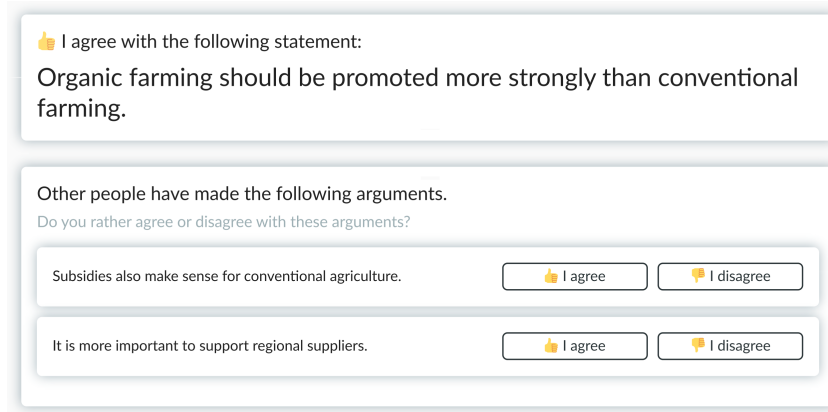 👍 I agree with the following statement:
Organic farming should be promoted more strongly than conventional
farming.
Other people have made the following arguments.
Do you rather agree or disagree with these arguments?
Subsidies also make sense for conventional agriculture.
👍 I agree
👎 I disagree
It is more important to support regional suppliers.
👍 I agree
👎 I disagree